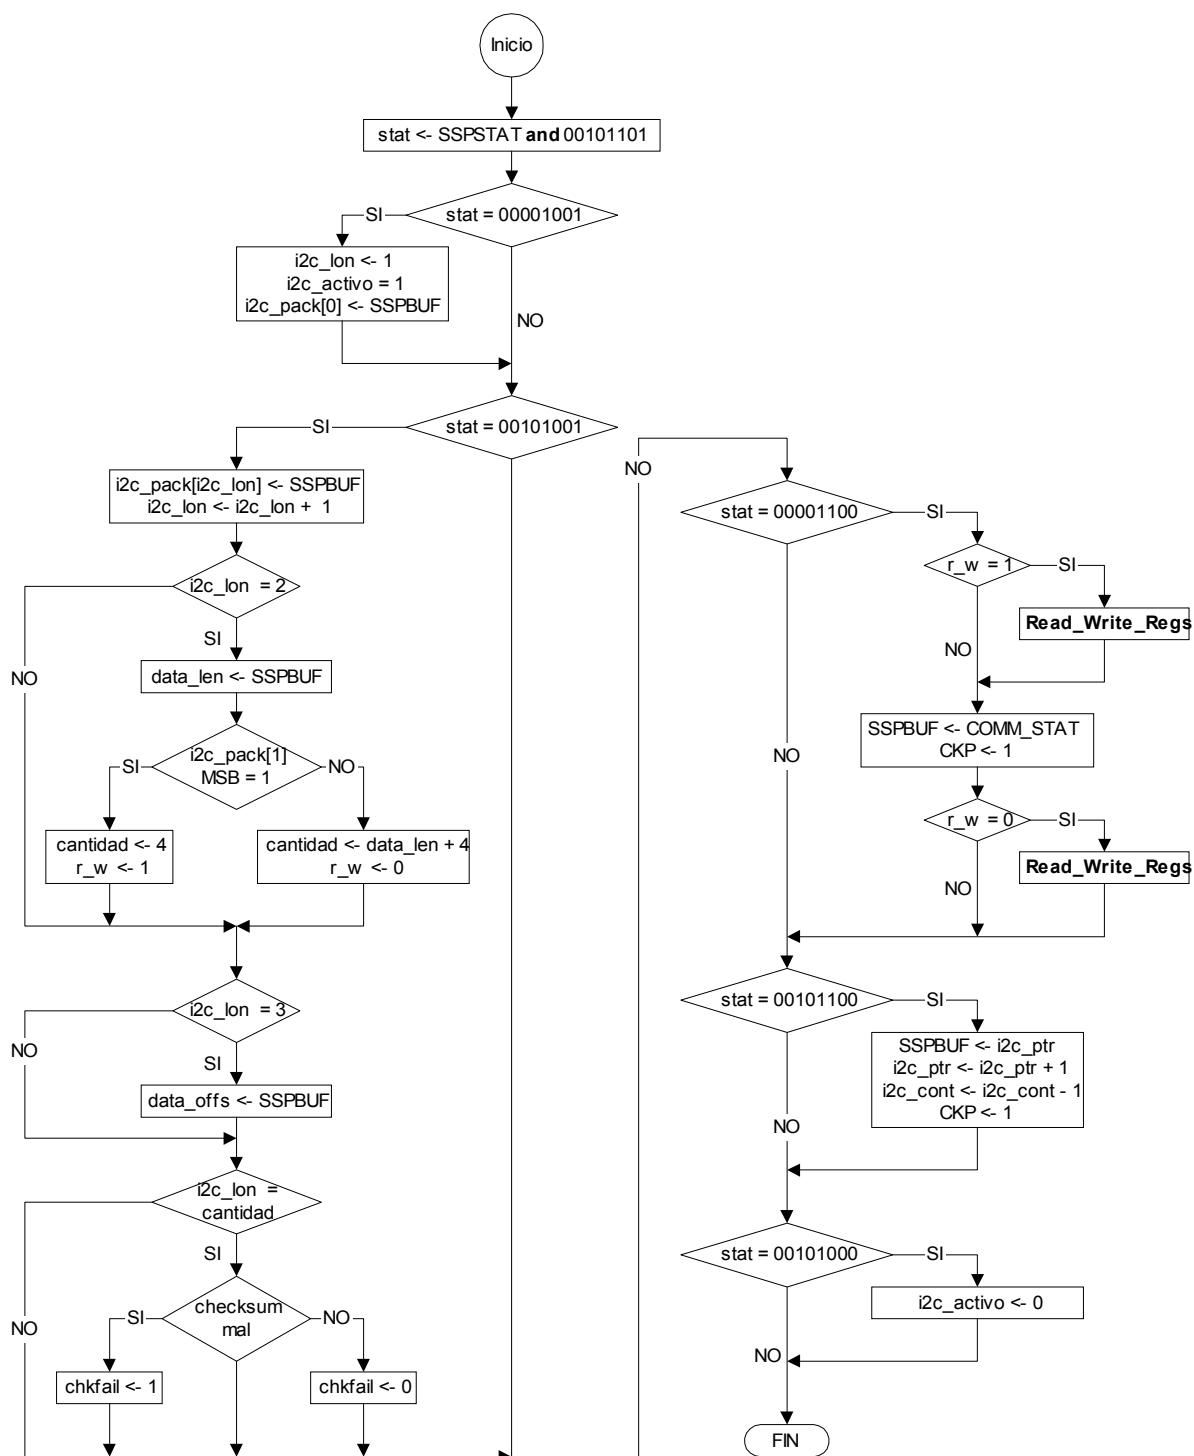 Inicio
stat <- SSPSTAT and 00101101
stat = 00001001
SI
i2c_lon <- 1
i2c_activo = 1
i2c_pack[0] <- SSPBUF
NO
stat = 00101001
SI
i2c_pack[i2c_lon] <- SSPBUF
i2c_lon <- i2c_lon + 1
i2c_lon = 2
SI
NO
data_len <- SSPBUF
i2c_pack[1]
MSB = 1
SI
NO
cantidad <- 4
r_w <- 1
cantidad <- data_len + 4
r_w <- 0
i2c_lon = 3
NO
SI
data_offs <- SSPBUF
i2c_lon =
cantidad
SI
NO
checksum
mal
SI
NO
chkfail <- 1
chkfail <- 0
NO
stat = 00001100
SI
r_w = 1
SI
Read_Write_Regs
NO
SSPBUF <- COMM_STAT
CKP <- 1
NO
r_w = 0
SI
Read_Write_Regs
NO
stat = 00101100
SI
SSPBUF <- i2c_ptr
i2c_ptr <- i2c_ptr + 1
i2c_cont <- i2c_cont - 1
CKP <- 1
NO
stat = 00101000
SI
i2c_activo <- 0
NO
FIN